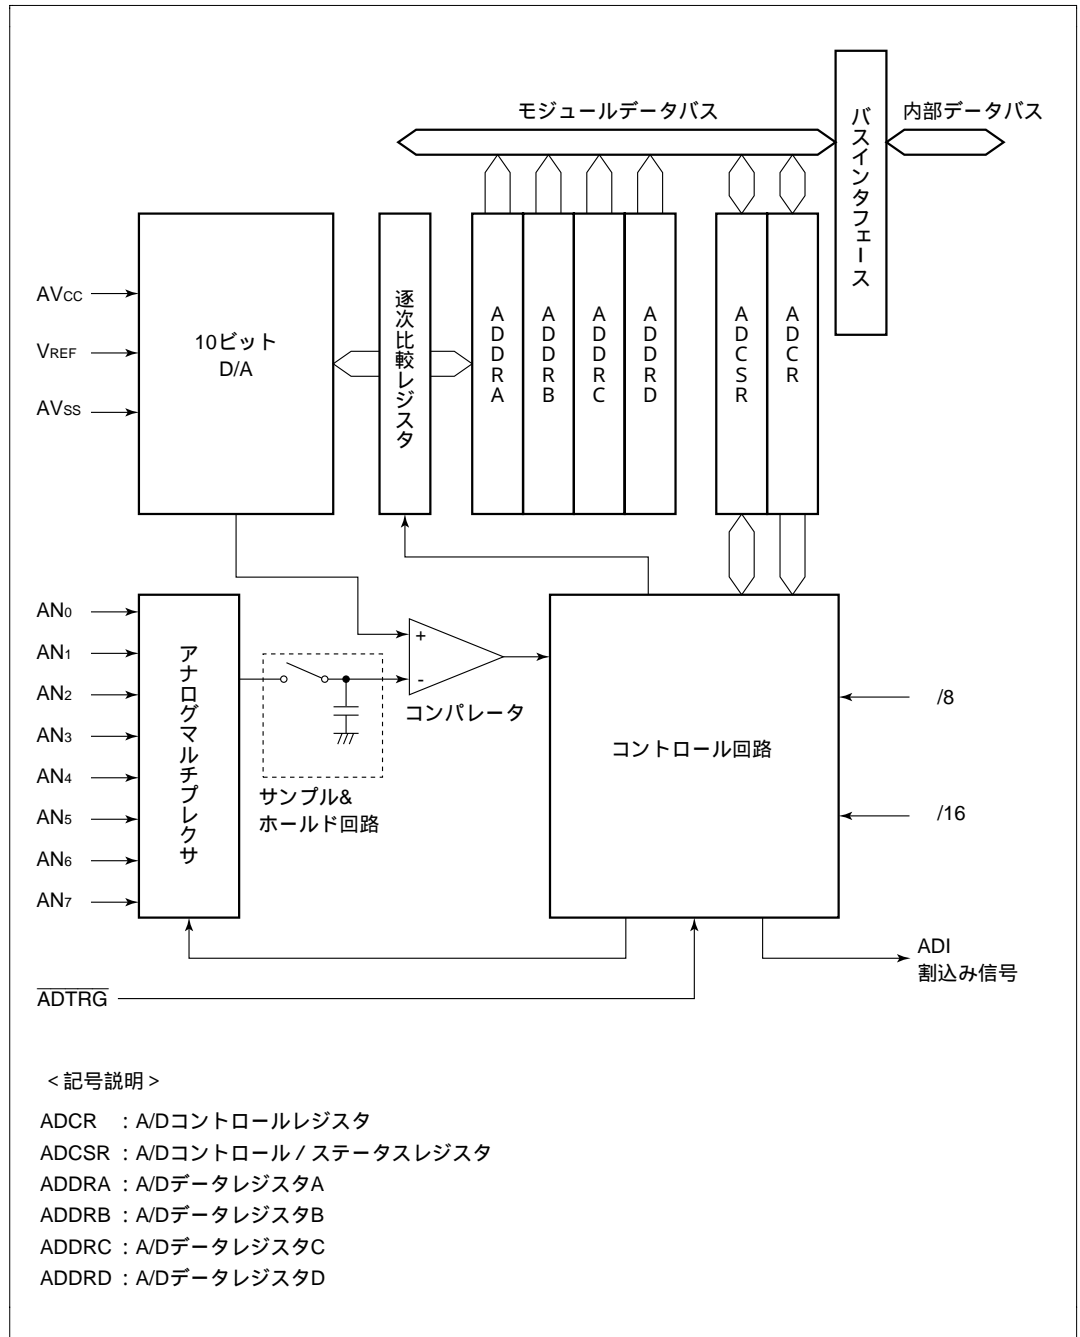 モジュールデータバス
内部データバス
バスインタフェース
AVCC
VREF
AVSS
10ビット
D/A
逐次比較レジスタ
ADDRA
ADDRB
ADDRC
ADDRD
ADCSR
ADCR
AN0
AN1
AN2
AN3
AN4
AN5
AN6
AN7
アナログマルチプレクサ
+
-
コンパレータ
サンプル&
ホールド回路
コントロール回路
/8
/16
ADI
割込み信号
ADTRG
<記号説明>
ADCR :A/Dコントロールレジスタ
ADCSR :A/Dコントロール/ステータスレジスタ
ADDRA :A/DデータレジスタA
ADDRB :A/DデータレジスタB
ADDRC :A/DデータレジスタC
ADDRD :A/DデータレジスタD